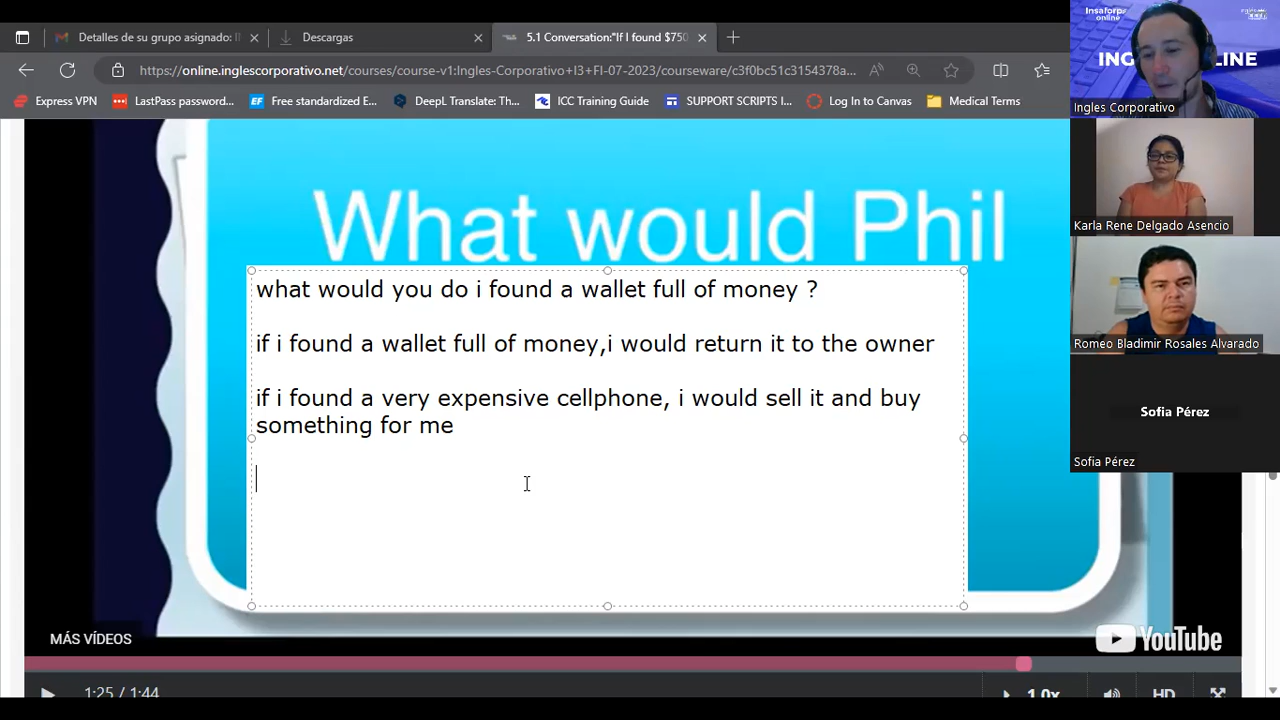 Detalles de su grupo asignado: I
Descargas
5.1 Conversation:"If I found $750
https://online.inglescorporativo.net/courses/course-v1:Ingles-Corporativo+I3+FI-07-2023/courseware/c3f0bc51c3154378a...
Express VPN
LastPass password...
EF Free standardized E...
DeepL Translate: Th...
ICC Training Guide
SUPPORT SCRIPTS I...
Log In to Canvas
Medical Terms
What would Phil
what would you do i found a wallet full of money ?
if i found a wallet full of money,i would return it to the owner
if i found a very expensive cellphone, i would sell it and buy
something for me
MÁS VÍDEOS
YouTube
1:25 / 1:44
1.0x
HD
Insaforp
online
ING
LINE
Ingles Corporativo
Karla Rene Delgado Asencio
Romeo Bladimir Rosales Alvarado
Sofia Pérez
Sofia Pérez